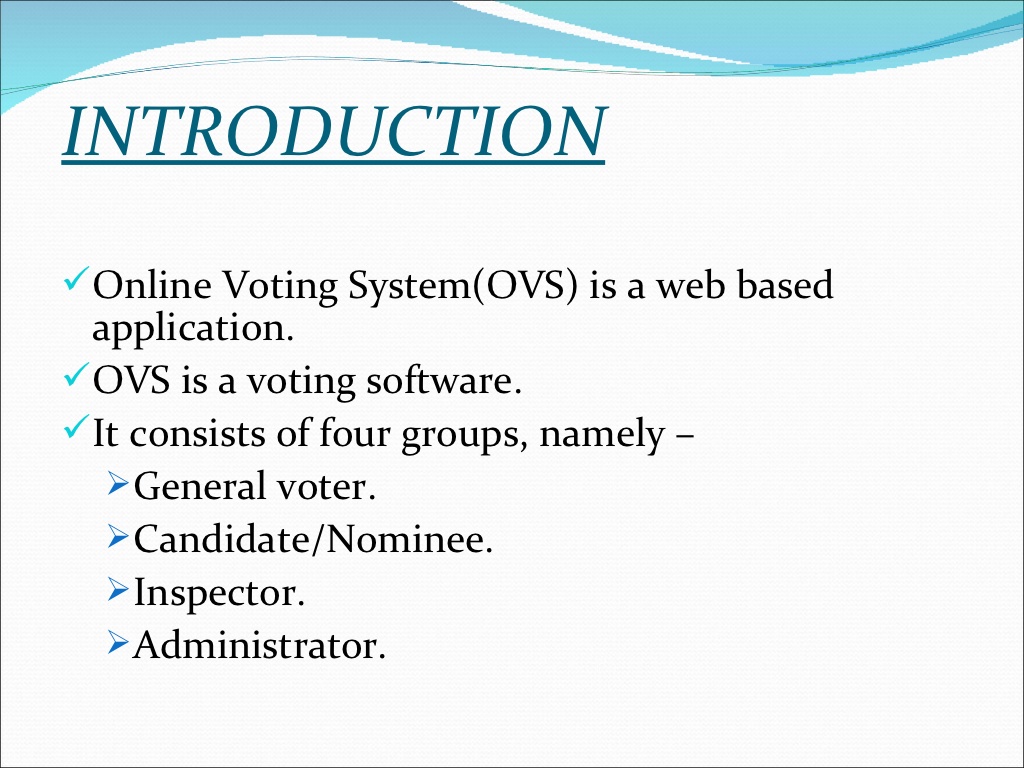 INTRODUCTION
Online Voting System(OVS) is a web based
application.
OVS is a voting software.
It consists of four groups, namely –
General voter.
Candidate/Nominee.
Inspector.
Administrator.